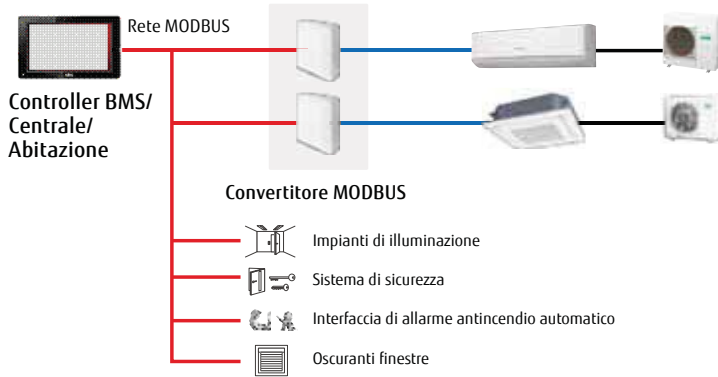 Rete MODBUS
Controller BMS/
Centrale/
Abitazione
Convertitore MODBUS
Impianti di illuminazione
Sistema di sicurezza
Interfaccia di allarme antincendio automatico
Oscuranti finestre